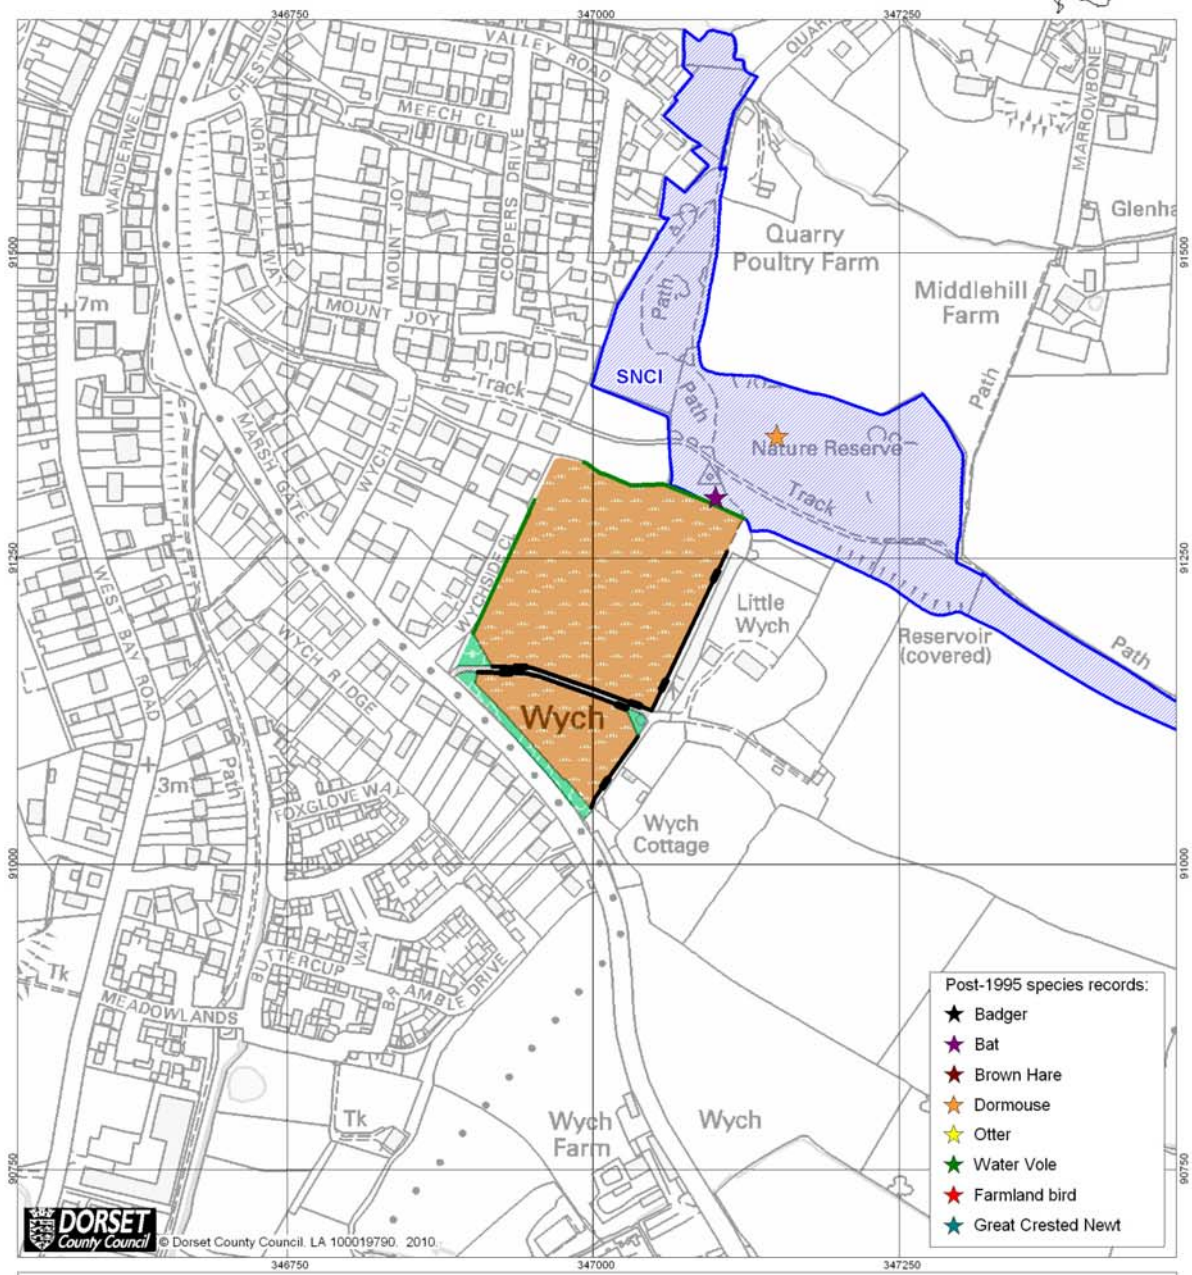 346750
347000
347250
VALLEY ROAD
QUARR
CHESTNUT
WANDERWELL
MEECH CL
MARROWBONE
NORTH HILL WAY
MOUNT JOY
COOPERS DRIVE
Glenha
91500
Quarry
Poultry Farm
91500
Path
Middlehill
Farm
7m
MOUNT JOY
SNCI
Track
Path
Path
WYCH HILL
MARSH GATE
Nature Reserve
Track
91250
91250
WYCHSIDE CL
WEST BAY ROAD
Little
Wych
Reservoir
(covered)
Path
WYCH RIDGE
Wych
Path
3m
FOXGLOVE WAY
Wych
Cottage
91000
91000
BUTTERCUP WAY
BRAMBLE DRIVE
Tk
MEADOWLANDS
Post-1995 species records:
Badger
Bat
Brown Hare
Dormouse
Otter
Water Vole
Farmland bird
Great Crested Newt
Tk
Wych
Farm
Wych
90750
90750
DORSET
County Council
© Dorset County Council. LA 100019790. 2010.
346750
347000
347250